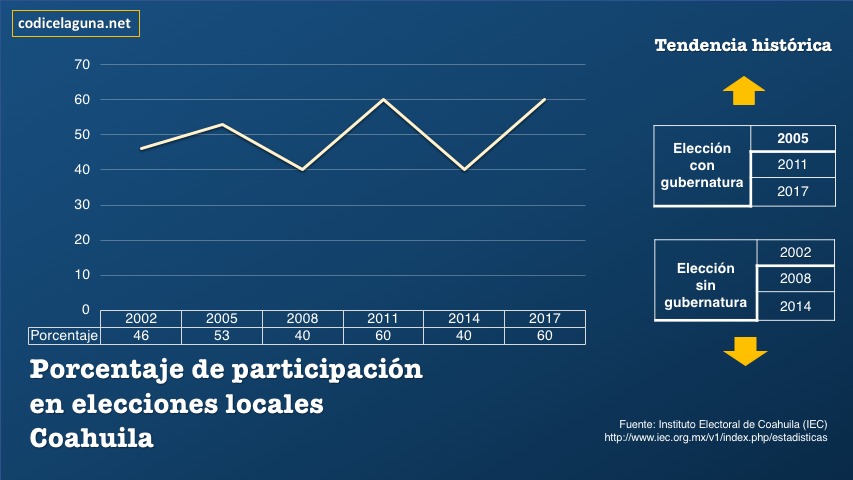 codicelaguna.net
Tendencia histórica
70
60
50
40
30
20
10
0
2002 2005 2008 2011 2014 2017
Porcentaje 46 53 40 60 40 60
Elección
con
gubernatura
2005
2011
2017
Elección
sin
gubernatura
2002
2008
2014
Porcentaje de participación
en elecciones locales
Coahuila
Fuente: Instituto Electoral de Coahuila (IEC)
http://www.iec.org.mx/v1/index.php/estadisticas